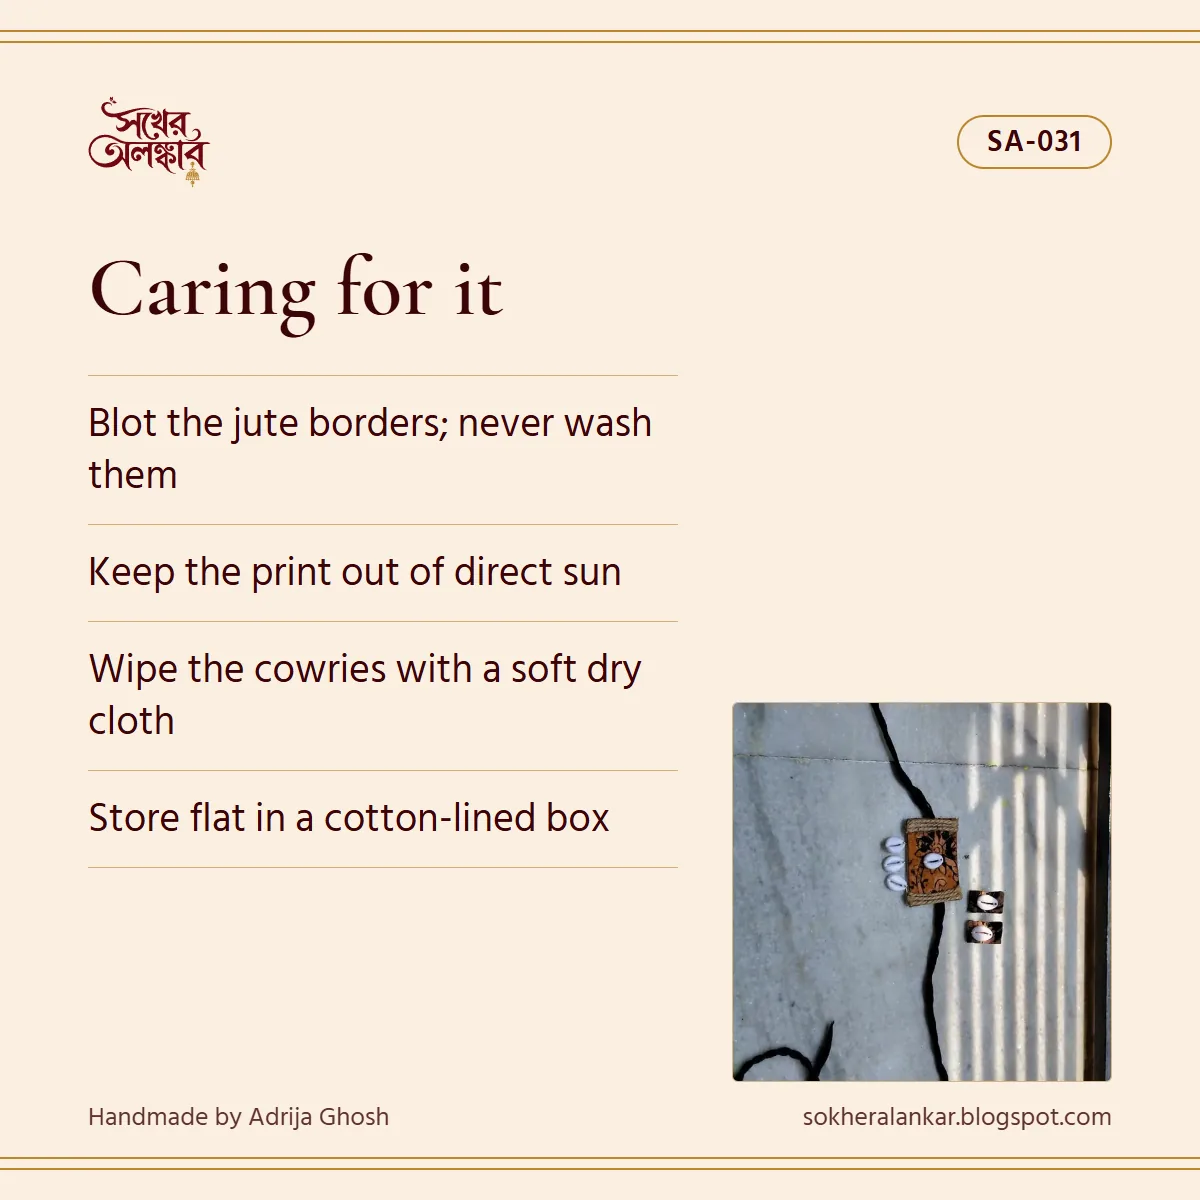 সখের
অলঙ্কার
SA-031
Caring for it
Blot the jute borders; never wash
them
Keep the print out of direct sun
Wipe the cowries with a soft dry
cloth
Store flat in a cotton-lined box
Handmade by Adrija Ghosh
sokheralankar.blogspot.com